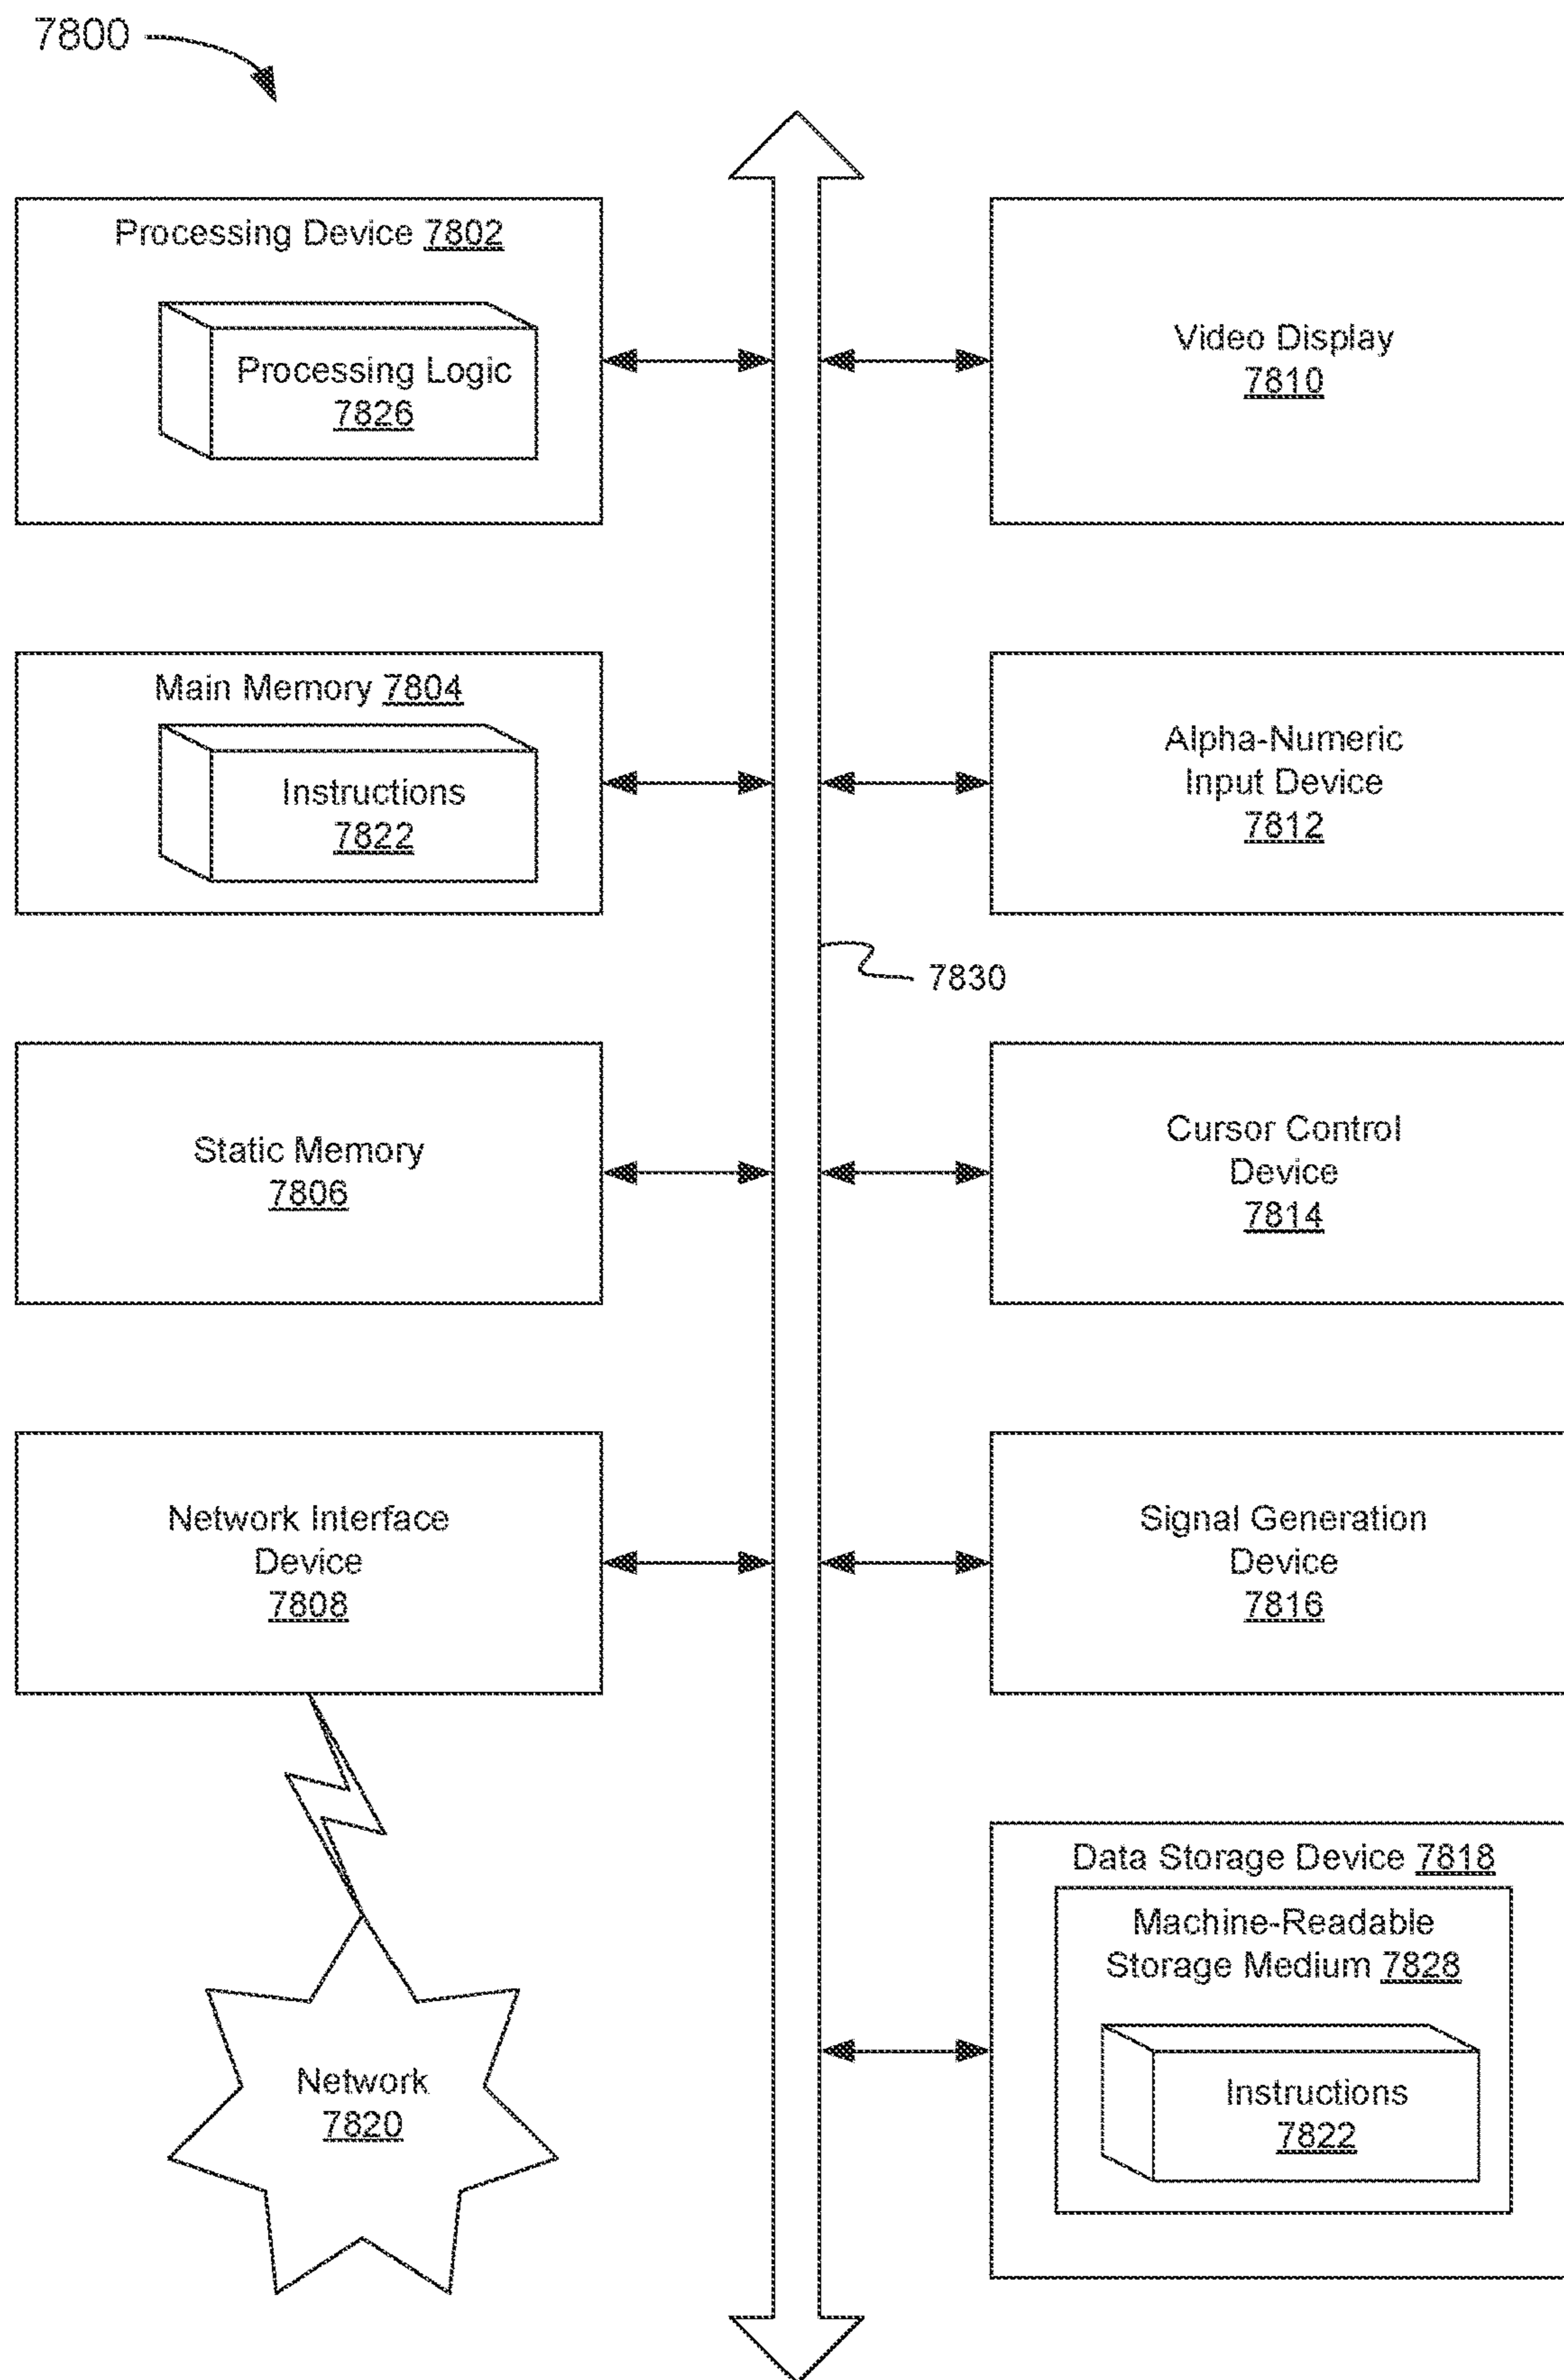 7800
Processing Device 7802
Processing Logic
7826
Main Memory 7804
Instructions
7822
Static Memory
7806
Network Interface
Device
7808
Network
7820
Video Display
7810
Alpha-Numeric
Input Device
7812
7830
Cursor Control
Device
7814
Signal Generation
Device
7816
Data Storage Device 7818
Machine-Readable
Storage Medium 7828
Instructions
7822